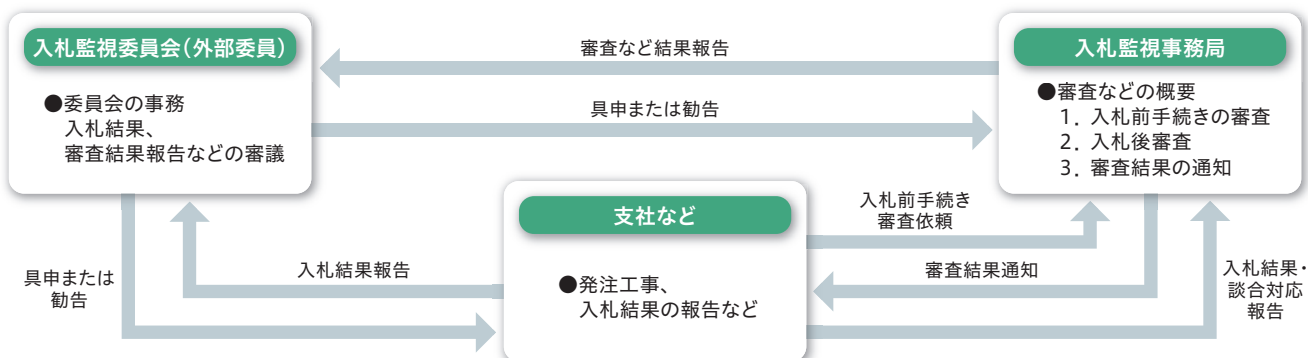 入札監視委員会(外部委員)
●委員会の事務
入札結果、
審査結果報告などの審議
審査など結果報告
具申または勧告
入札監視事務局
●審査などの概要
1. 入札前手続きの審査
2. 入札後審査
3. 審査結果の通知
支社など
●発注工事、
入札結果の報告など
具申または
勧告
入札結果報告
入札前手続き
審査依頼
審査結果通知
入札結果・
談合対応
報告